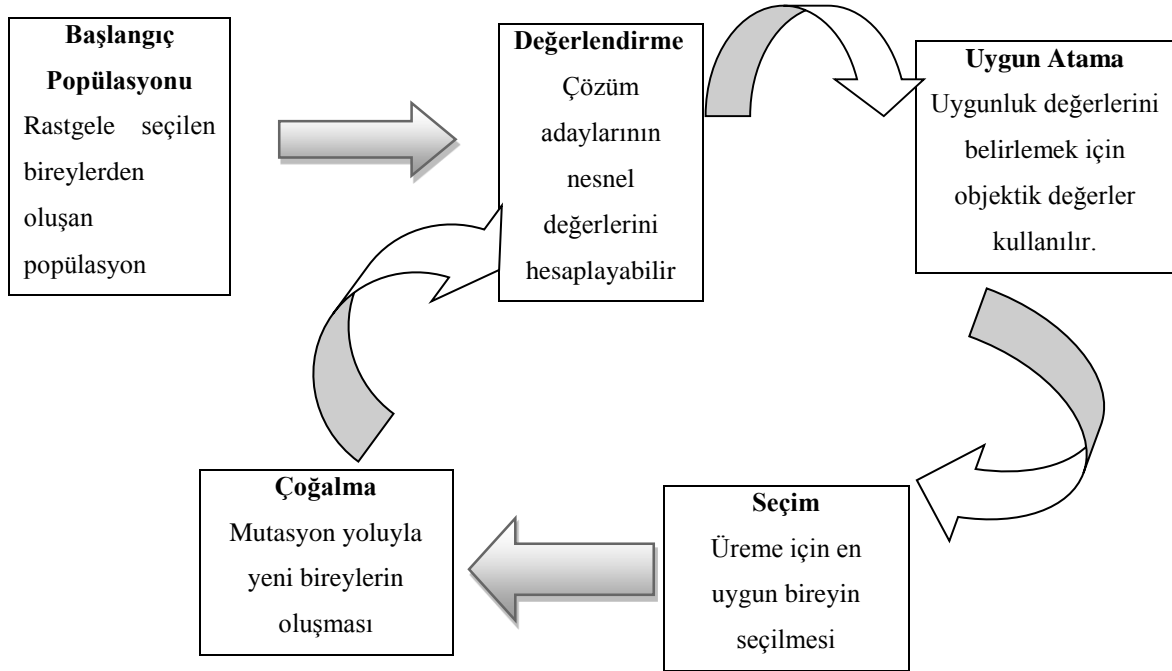 Başlangıç
Popülasyonu
Rastgele seçilen
bireylerden
oluşan
popülasyon
Değerlendirme
Çözüm
adaylarının
nesnel
değerlerini
hesaplayabilir
Uygun Atama
Uygunluk değerlerini
belirlemek için
objektik değerler
kullanılır.
Seçim
Üreme için en
uygun bireyin
seçilmesi
Çoğalma
Mutasyon yoluyla
yeni bireylerin
oluşması